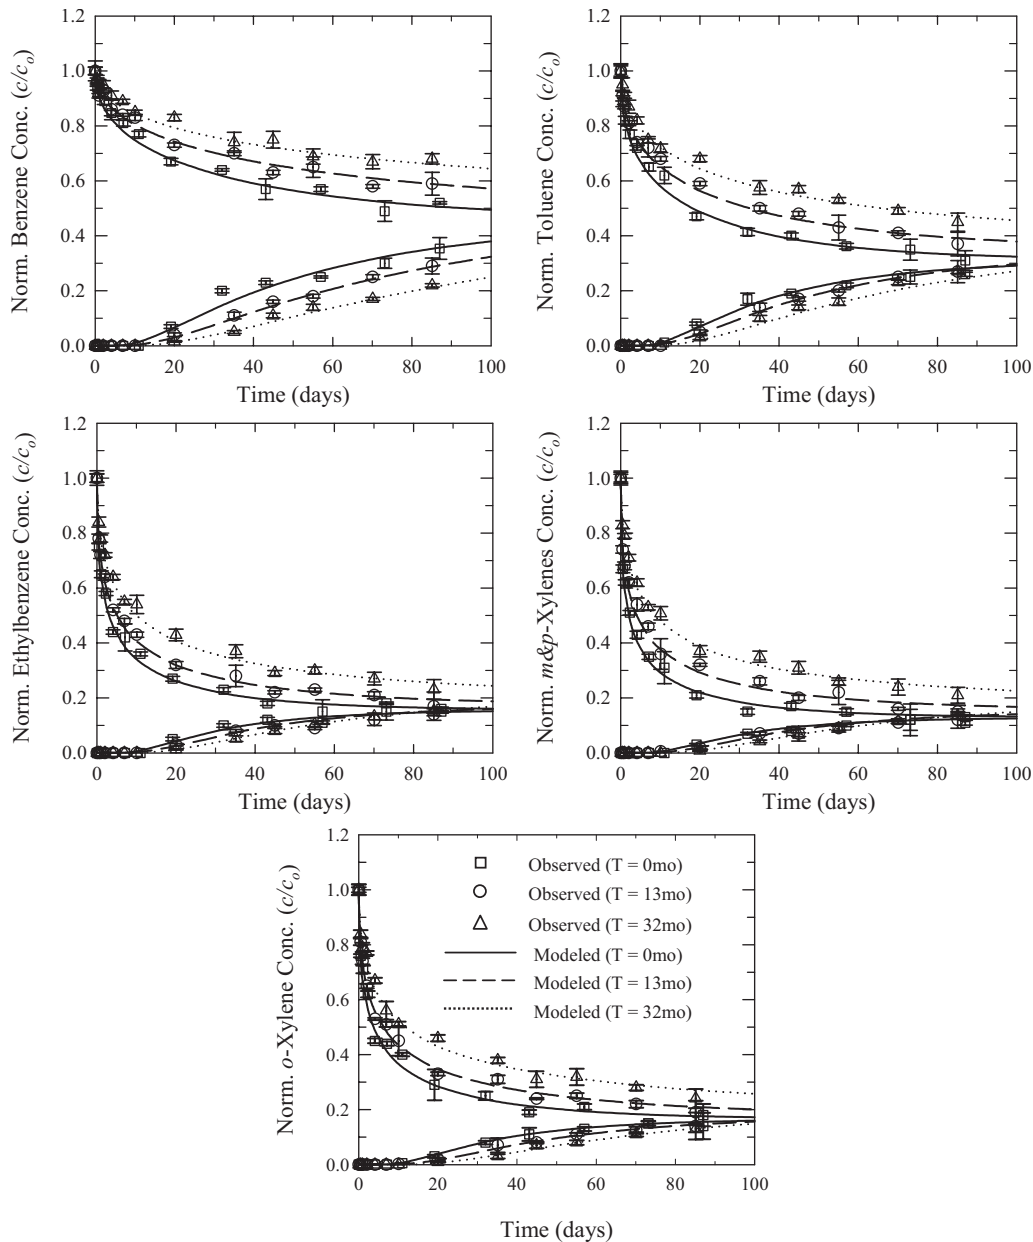 Norm. Benzene Conc. (c/cₒ)
1.2
1.0
0.8
0.6
0.4
0.2
0.0
0 20 40 60 80 100
Time (days)
Norm. Toluene Conc. (c/cₒ)
1.2
1.0
0.8
0.6
0.4
0.2
0.0
0 20 40 60 80 100
Time (days)
Norm. Ethylbenzene Conc. (c/cₒ)
1.2
1.0
0.8
0.6
0.4
0.2
0.0
0 20 40 60 80 100
Time (days)
Norm. m&p-Xylenes Conc. (c/cₒ)
1.2
1.0
0.8
0.6
0.4
0.2
0.0
0 20 40 60 80 100
Time (days)
Norm. o-Xylene Conc. (c/cₒ)
1.2
1.0
0.8
0.6
0.4
0.2
0.0
0 20 40 60 80 100
Time (days)
Observed (T = 0mo)
Observed (T = 13mo)
Observed (T = 32mo)
Modeled (T = 0mo)
Modeled (T = 13mo)
Modeled (T = 32mo)